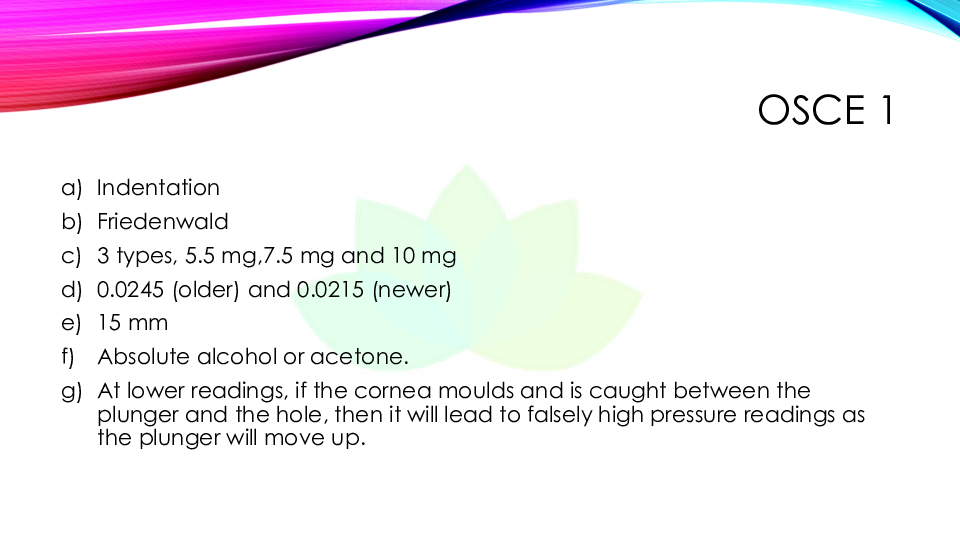 OSCE 1
a) Indentation
b) Friedenwald
c) 3 types, 5.5 mg,7.5 mg and 10 mg
d) 0.0245 (older) and 0.0215 (newer)
e) 15 mm
f) Absolute alcohol or acetone.
g) At lower readings, if the cornea moulds and is caught between the
plunger and the hole, then it will lead to falsely high pressure readings as
the plunger will move up.